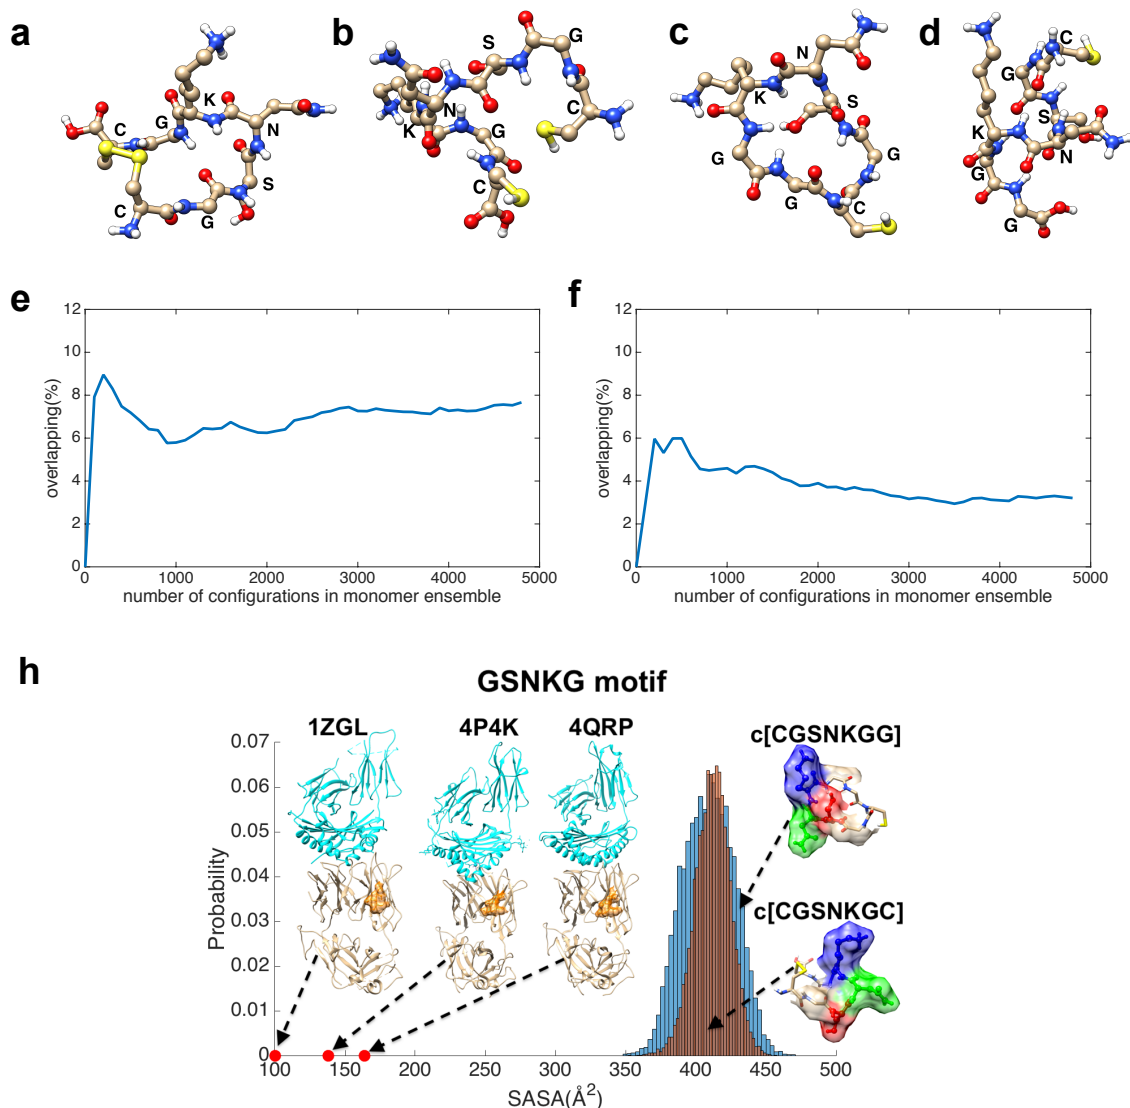 a
b
c
d
K
G
N
C
S
C
G
S
G
N
K
G
C
C
N
K
S
G
G
G
C
C
G
S
K
N
G
G
e
f
12
10
8
6
4
2
0
overlapping(%)
0 1000 2000 3000 4000 5000
number of configurations in monomer ensemble
12
10
8
6
4
2
0
overlapping(%)
0 1000 2000 3000 4000 5000
number of configurations in monomer ensemble
h
GSNKG motif
1ZGL 4P4K 4QRP
c[CGSNKGG]
c[CGSNKGC]
0.07
0.06
0.05
0.04
0.03
0.02
0.01
0
Probability
100 150 200 250 300 350 400 450 500
SASA(Å²)